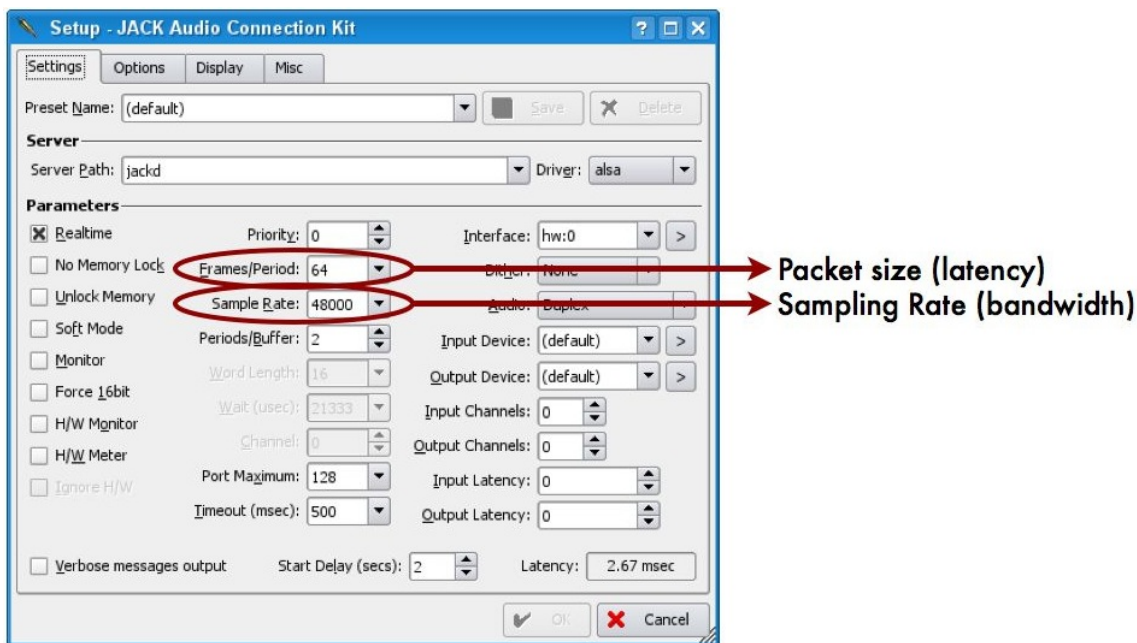 Setup - JACK Audio Connection Kit
Settings Options Display Misc
Preset Name: (default) Save Delete
Server
Server Path: jackd Driver: alsa
Parameters
Realtime Priority: 0 Interface: hw:0 >
No Memory Lock Frames/Period: 64 Dither: None Packet size (latency)
Unlock Memory Sample Rate: 48000 Audio: Duplex Sampling Rate (bandwidth)
Soft Mode Periods/Buffer: 2 Input Device: (default) >
Monitor Word Length: 16 Output Device: (default) >
Force 16bit Wait (usec): 21333 Input Channels: 0
H/W Monitor Channel: 0 Output Channels: 0
H/W Meter Port Maximum: 128 Input Latency: 0
Ignore H/W Timeout (msec): 500 Output Latency: 0
Verbose messages output Start Delay (secs): 2 Latency: 2.67 msec
OK Cancel